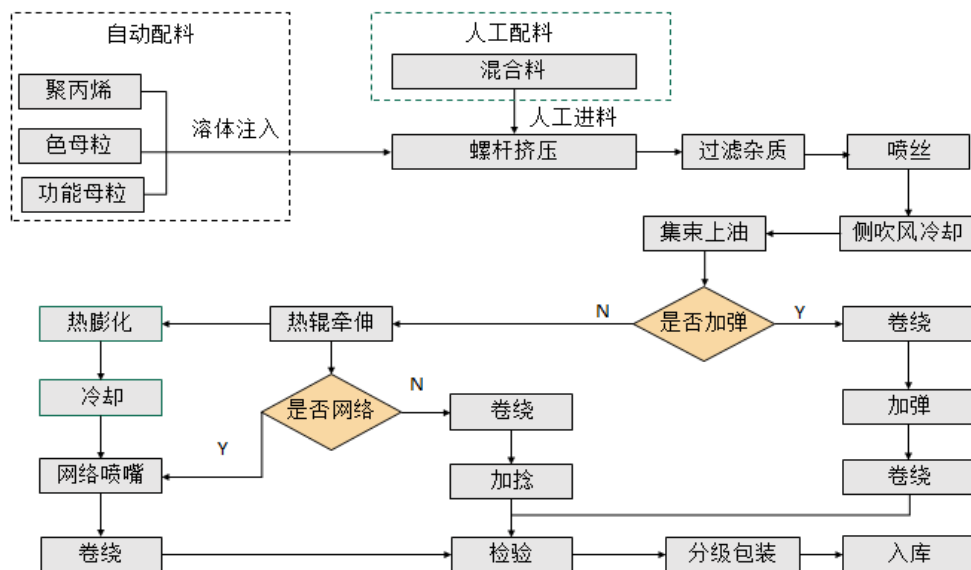 自动配料
人工配料
聚丙烯
混合料
色母粒
溶体注入
人工进料
螺杆挤压
过滤杂质
喷丝
功能母粒
集束上油
侧吹风冷却
热膨化
热辊牵伸
N
是否加弹
Y
卷绕
冷却
是否网络
N
卷绕
加弹
Y
网络喷嘴
加捻
卷绕
卷绕
检验
分级包装
入库